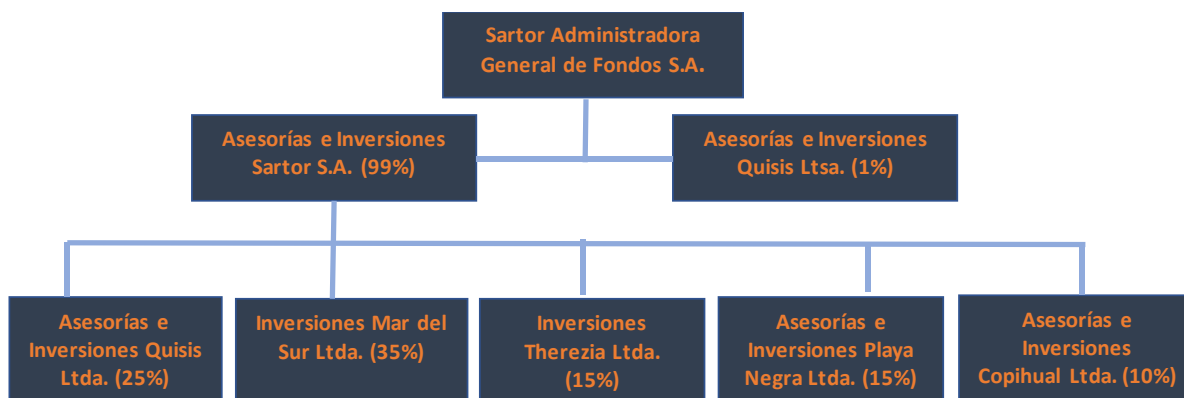 Sartor Administradora
General de Fondos S.A.
Asesorías e Inversiones
Sartor S.A. (99%)
Asesorías e Inversiones
Quisis Ltsa. (1%)
Asesorías e
Inversiones Quisis
Ltda. (25%)
Inversiones Mar del
Sur Ltda. (35%)
Inversiones
Therezia Ltda.
(15%)
Asesorías e
Inversiones Playa
Negra Ltda. (15%)
Asesorías e
Inversiones
Copihual Ltda. (10%)